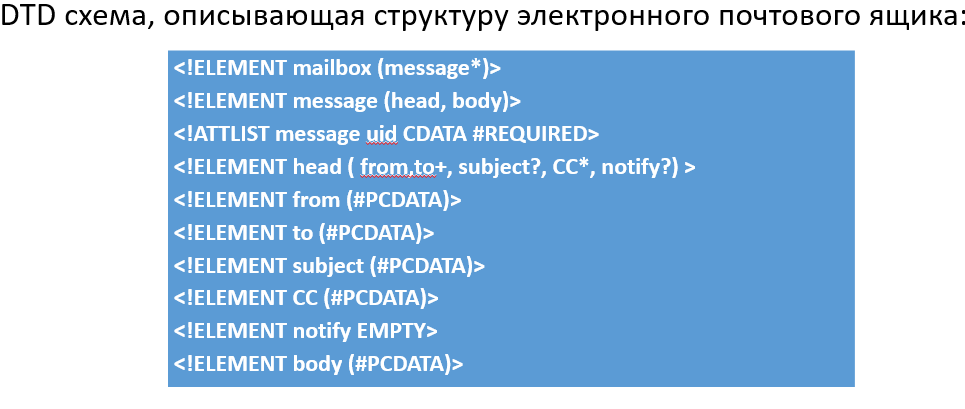 DTD схема, описывающая структуру электронного почтового ящика:
<!ELEMENT mailbox (message*)>
<!ELEMENT message (head, body)>
<!ATTLIST message uid CDATA #REQUIRED>
<!ELEMENT head ( from,to+, subject?, CC*, notify?) >
<!ELEMENT from (#PCDATA)>
<!ELEMENT to (#PCDATA)>
<!ELEMENT subject (#PCDATA)>
<!ELEMENT CC (#PCDATA)>
<!ELEMENT notify EMPTY>
<!ELEMENT body (#PCDATA)>